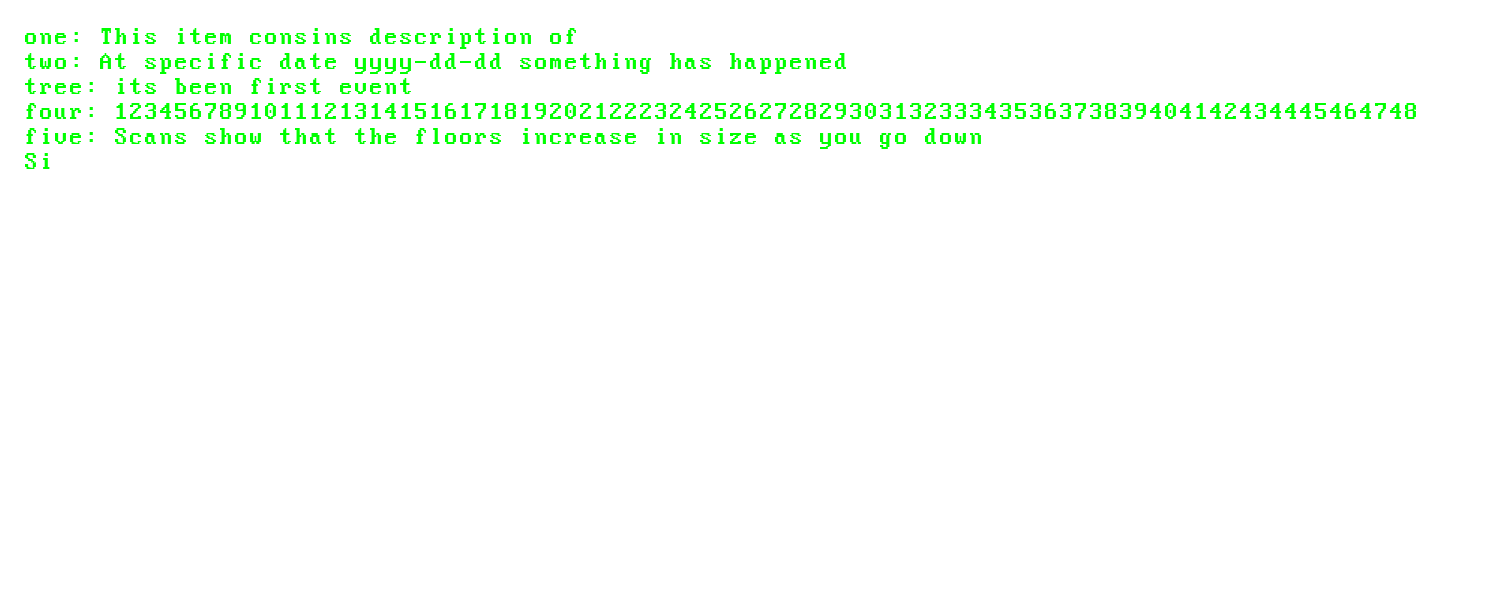 one: This item consins description of
two: At specific date yyyy-dd-dd something has happened
tree: its been first event
four: 123456789101112131415161718192021222324252627282930313233343536373839404142434445464748
five: Scans show that the floors increase in size as you go down
Si